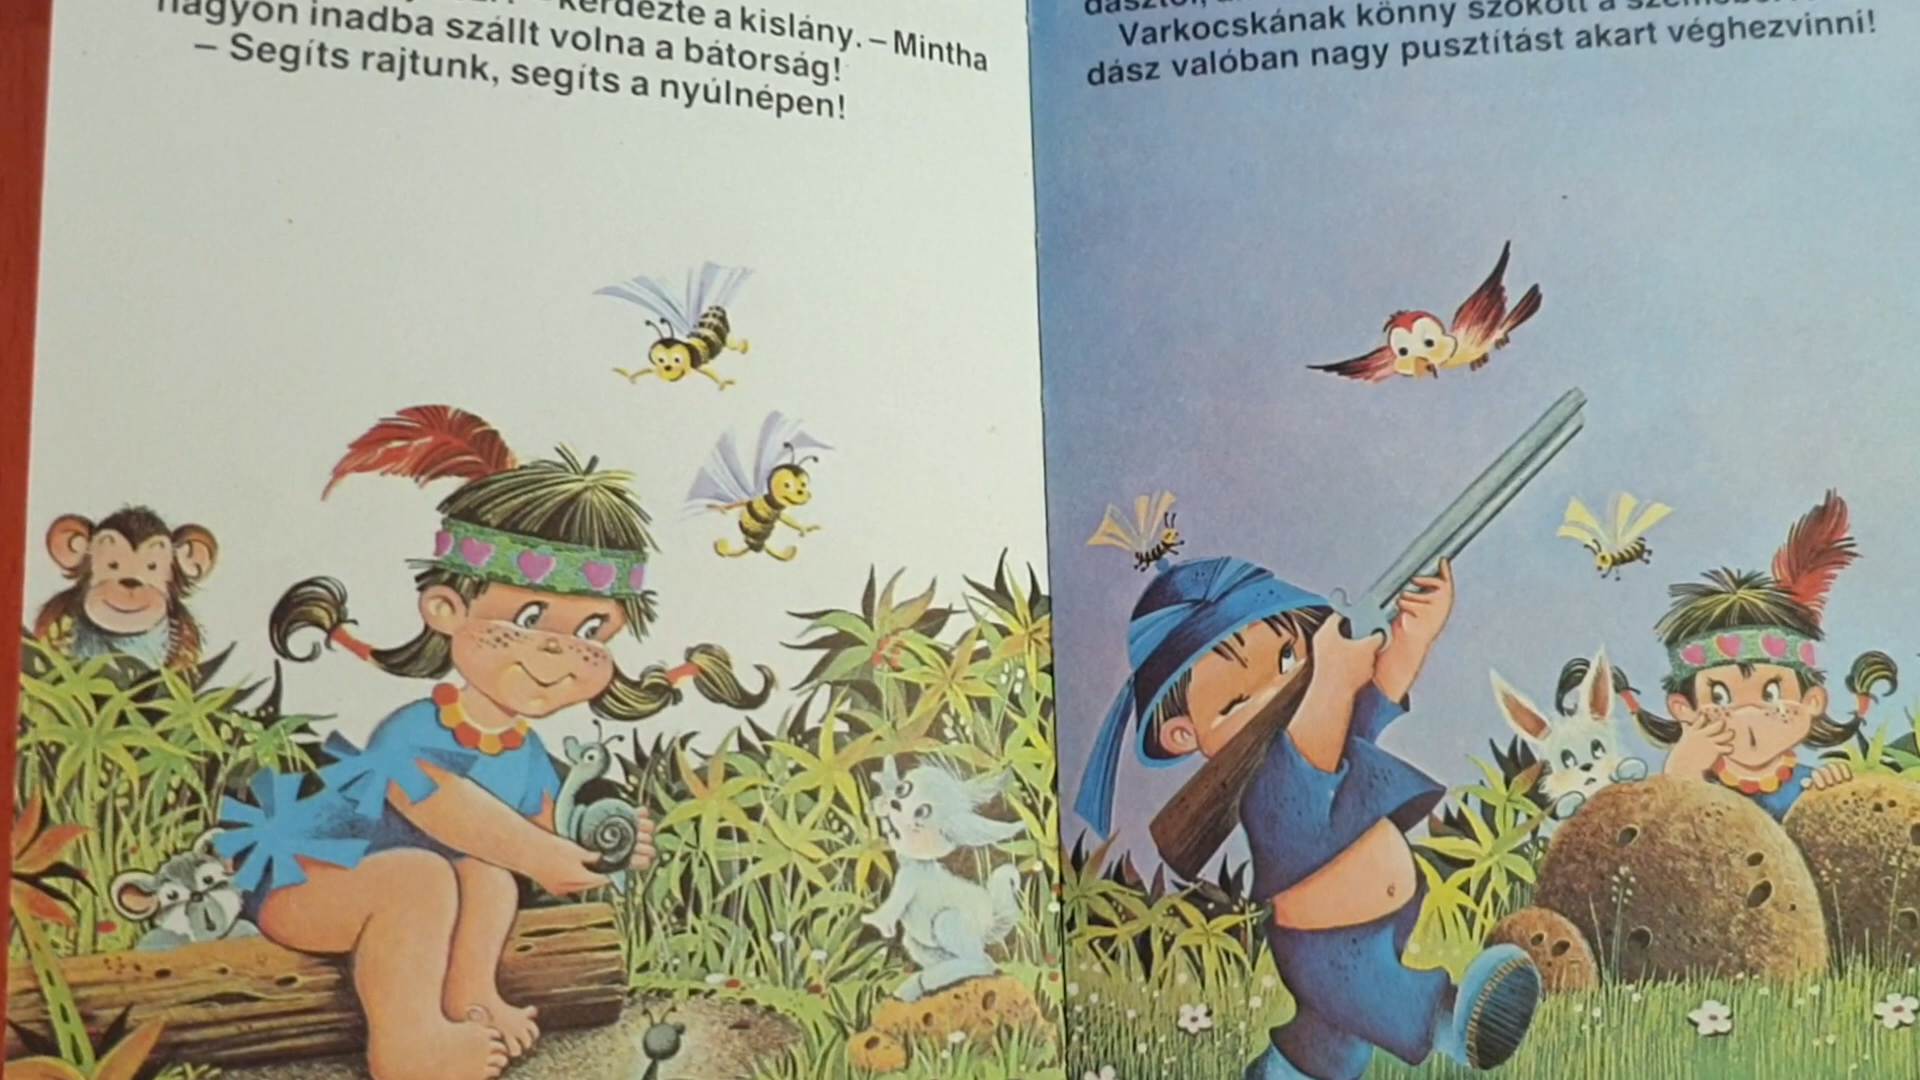 kérdezte a kislány. – Mintha
nagyon inadba szállt volna a bátorság!
– Segíts rajtunk, segíts a nyúlnépen!
Varkocskának könny szökött a
dász valóban nagy pusztítást akart véghezvinni!